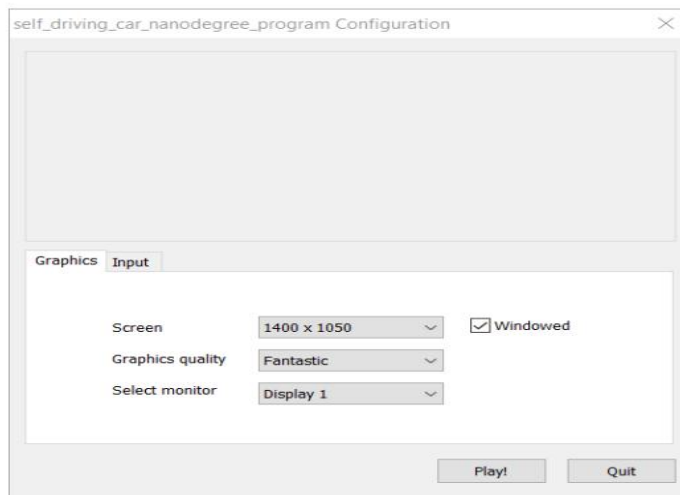 self_driving_car_nanodegree_program Configuration
Graphics Input
Screen 1400 x 1050 Windowed
Graphics quality Fantastic
Select monitor Display 1
Play! Quit